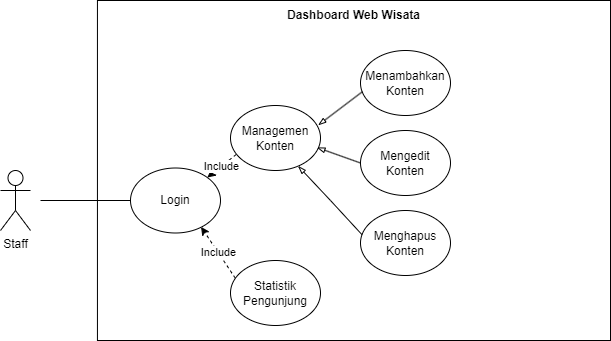 Dashboard Web Wisata
Menambahkan
Konten
Managemen
Konten
Mengedit
Konten
Include
Login
Staff
Menghapus
Konten
Include
Statistik
Pengunjung